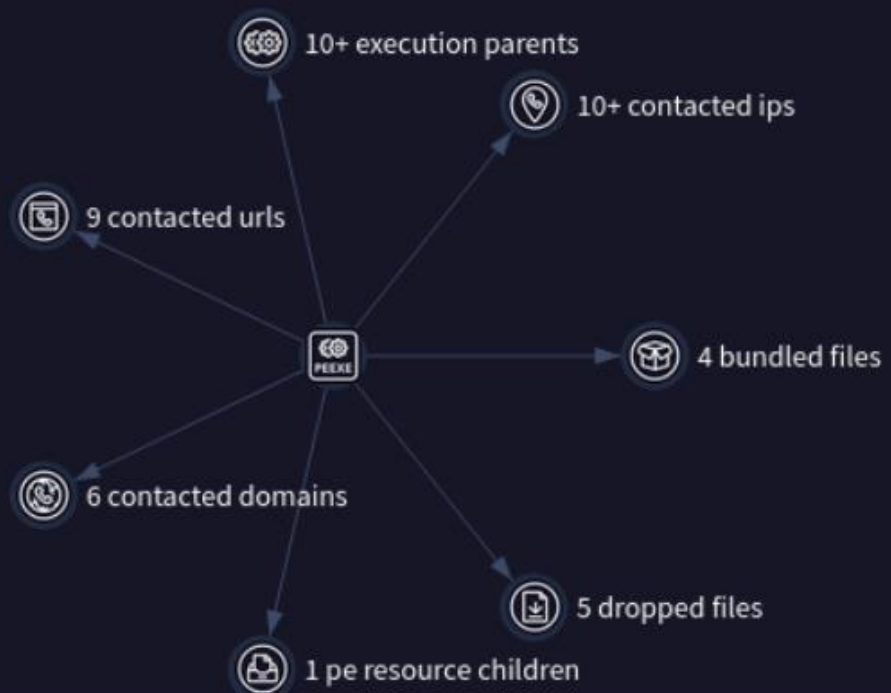 10+ execution parents
10+ contacted ips
9 contacted urls
PEEXE
4 bundled files
6 contacted domains
5 dropped files
1 pe resource children